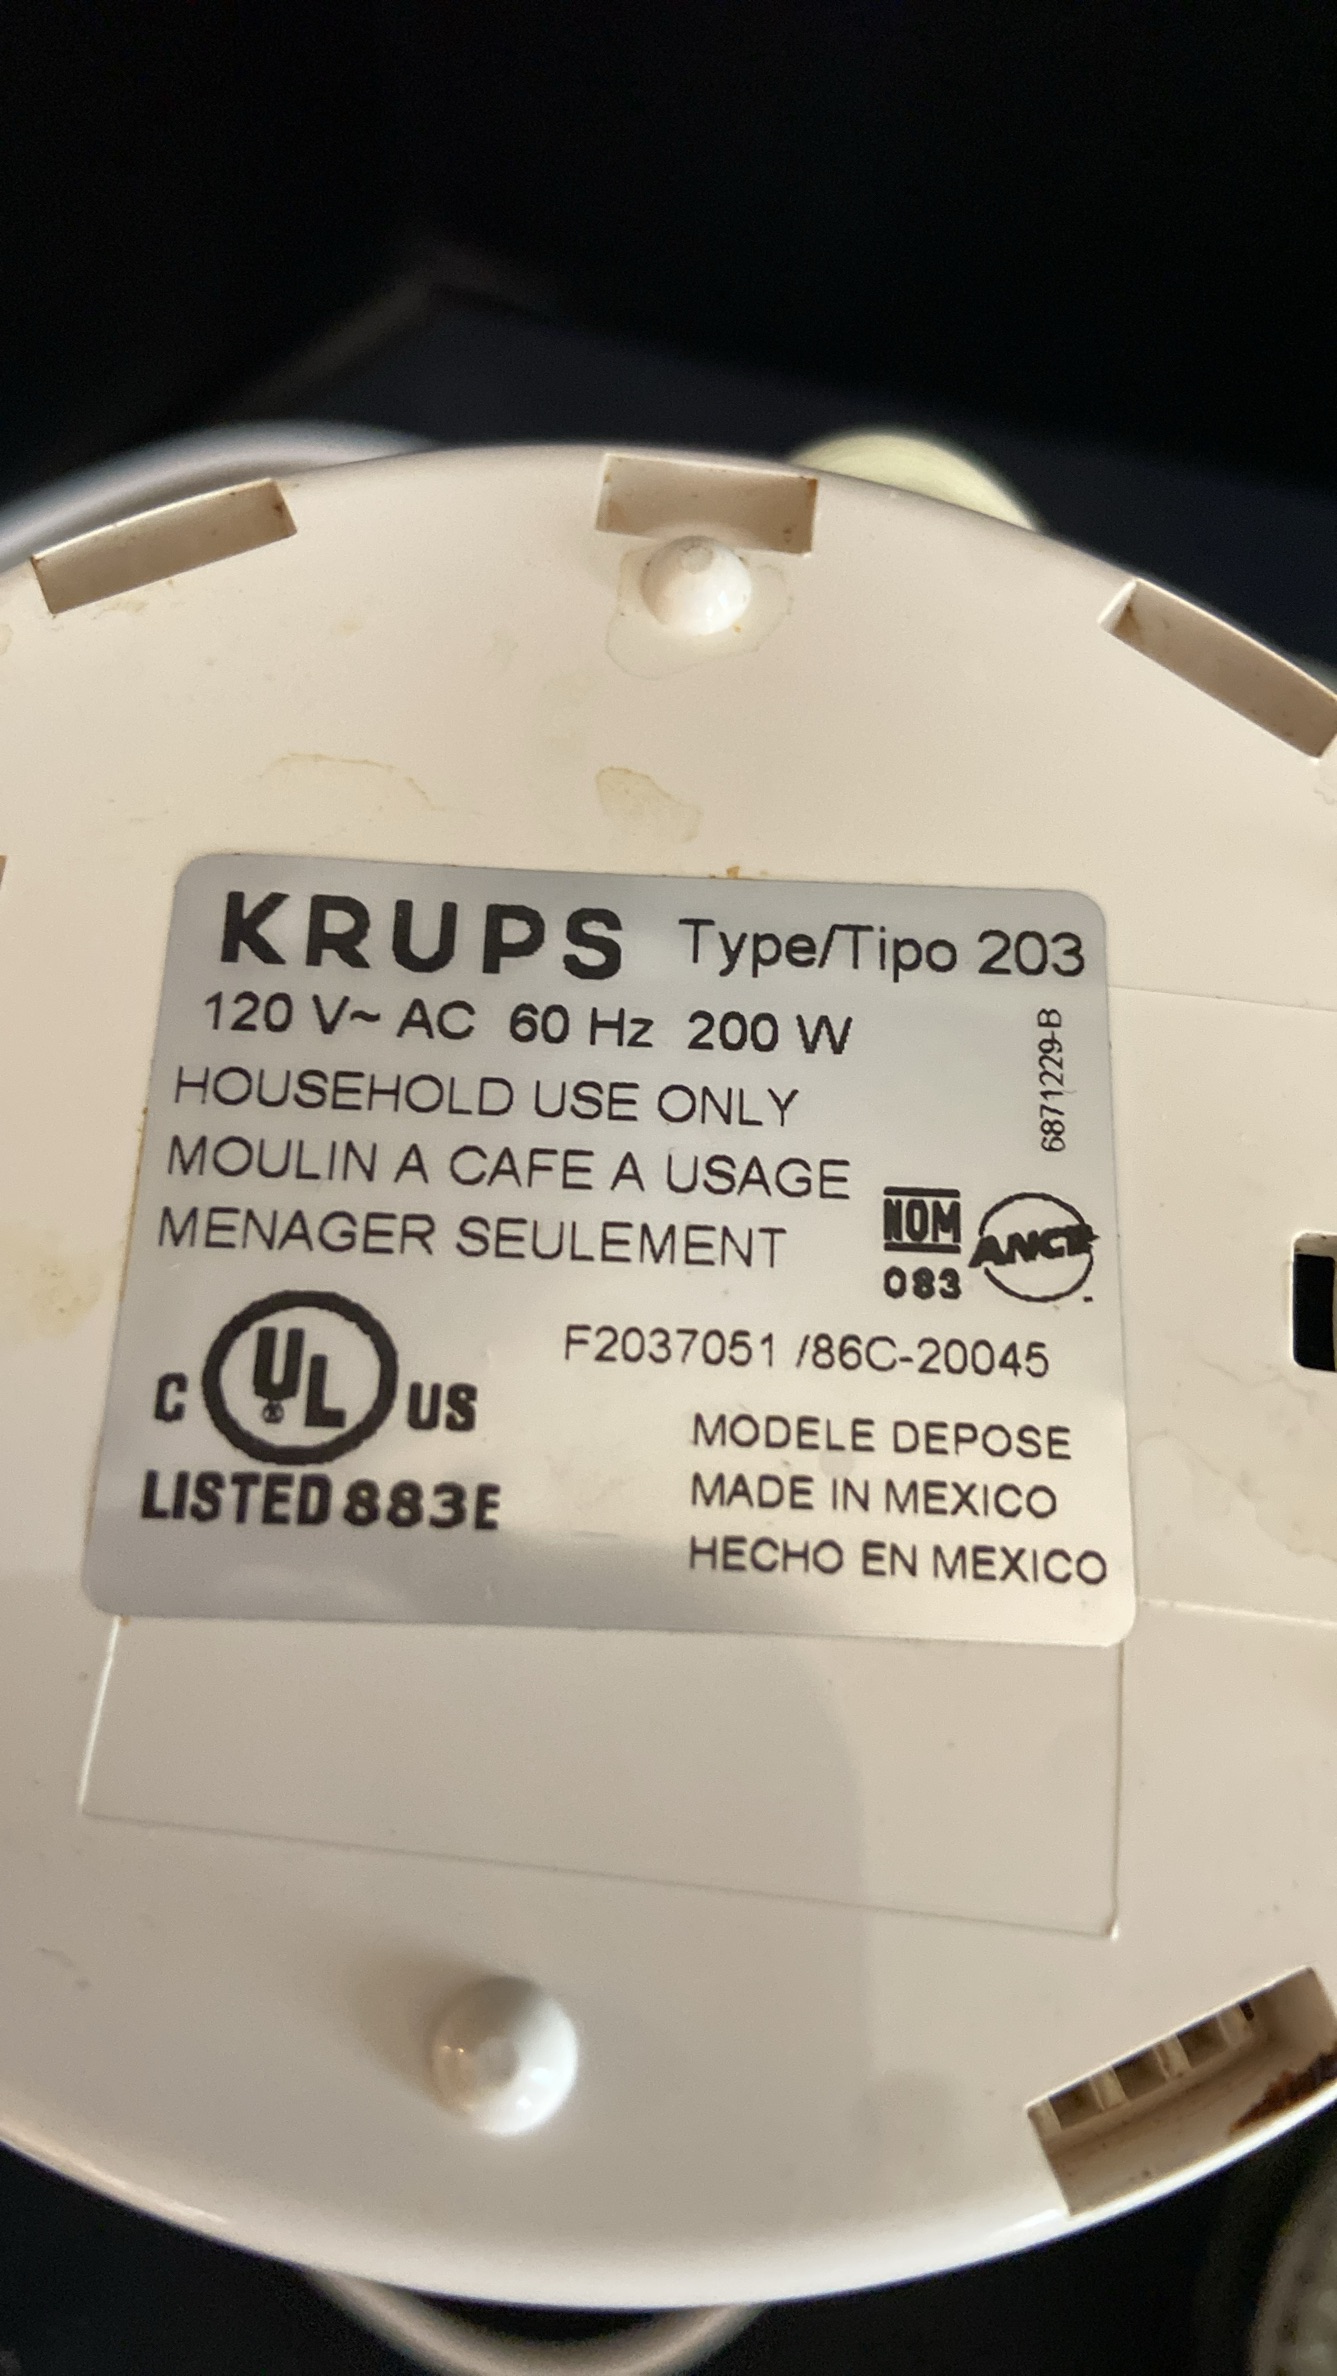 KRUPS Type/Tipo 203
120 V~ AC 60 Hz 200 W
6871229-B
HOUSEHOLD USE ONLY
MOULIN A CAFE A USAGE
MENAGER SEULEMENT
NOM
083
ANCE
C UL® US
LISTED 883E
F2037051 /86C-20045
MODELE DEPOSE
MADE IN MEXICO
HECHO EN MEXICO